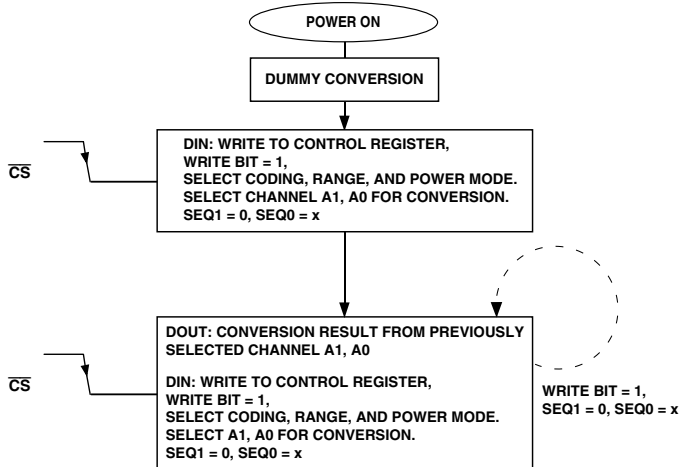 POWER ON
DUMMY CONVERSION
CS
DIN: WRITE TO CONTROL REGISTER,
WRITE BIT = 1,
SELECT CODING, RANGE, AND POWER MODE.
SELECT CHANNEL A1, A0 FOR CONVERSION.
SEQ1 = 0, SEQ0 = x
CS
DOUT: CONVERSION RESULT FROM PREVIOUSLY
SELECTED CHANNEL A1, A0
DIN: WRITE TO CONTROL REGISTER,
WRITE BIT = 1,
SELECT CODING, RANGE, AND POWER MODE.
SELECT A1, A0 FOR CONVERSION.
SEQ1 = 0, SEQ0 = x
WRITE BIT = 1,
SEQ1 = 0, SEQ0 = x